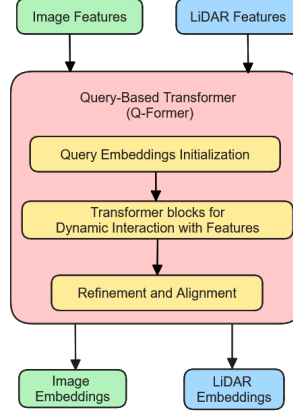 Image Features
LiDAR Features
Query-Based Transformer
(Q-Former)
Query Embeddings Initialization
Transformer blocks for
Dynamic Interaction with Features
Refinement and Alignment
Image
Embeddings
LiDAR
Embeddings